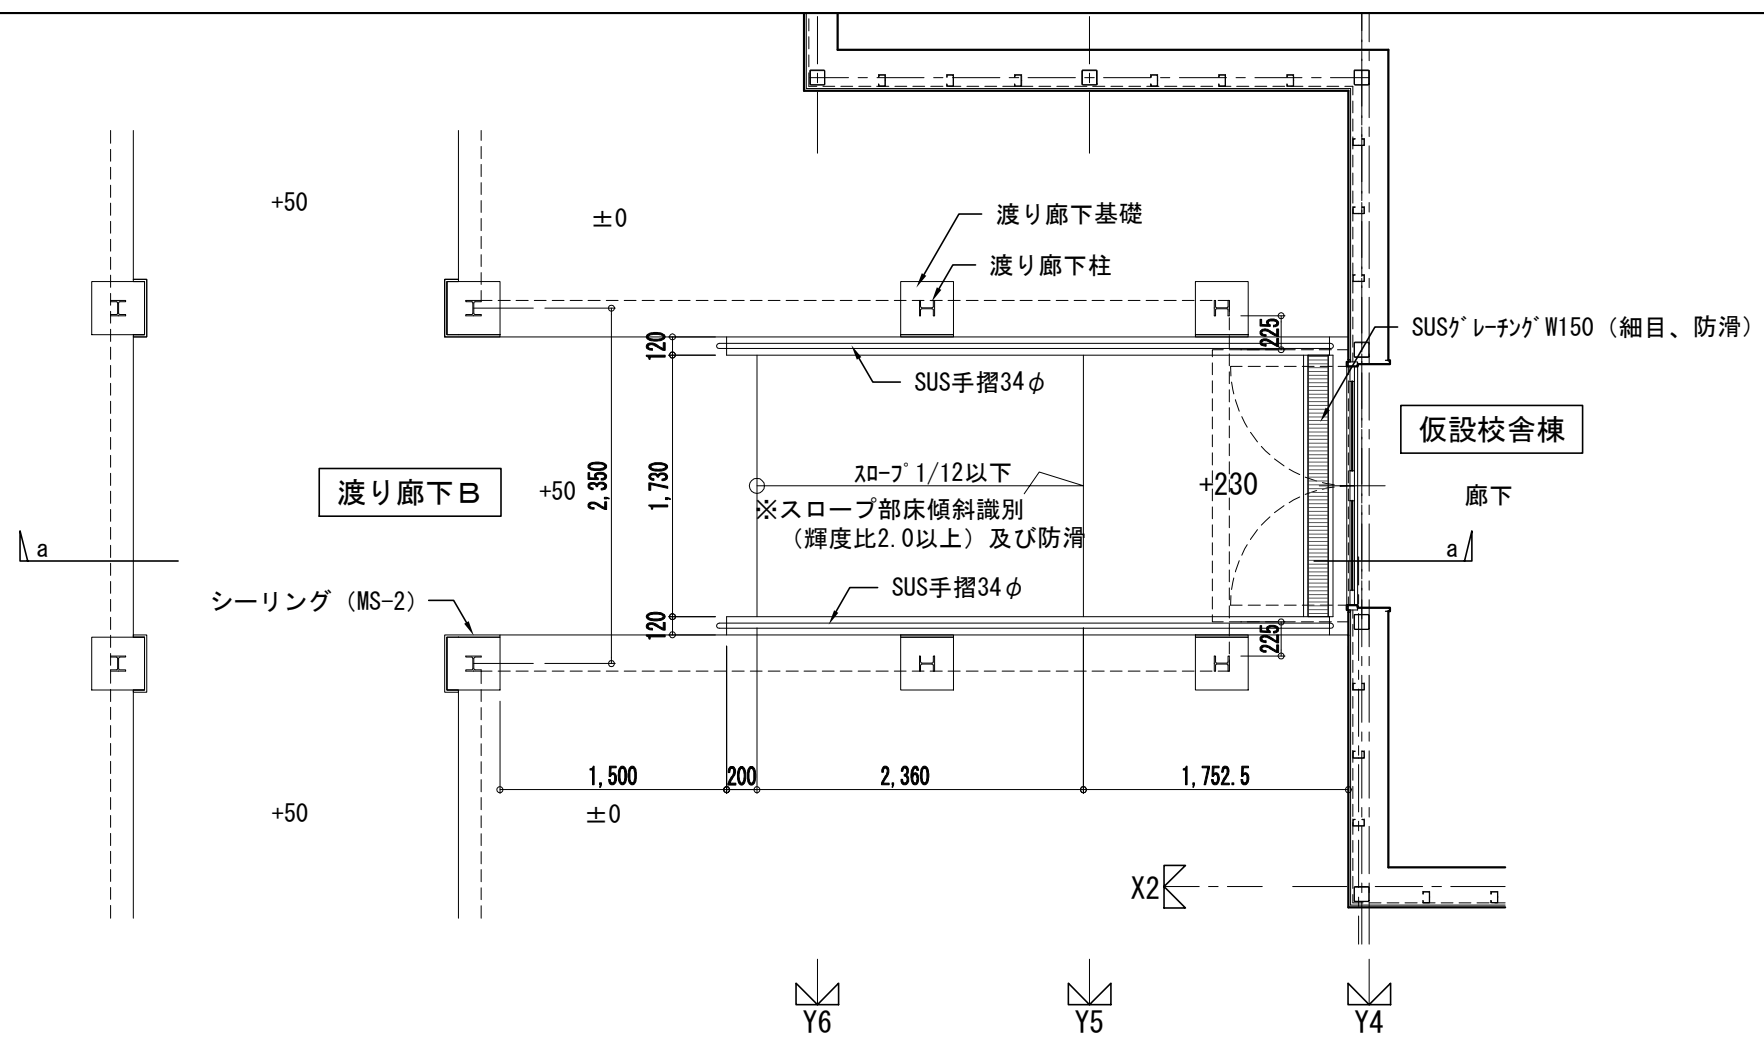 +50
±0
渡り廊下基礎
渡り廊下柱
225
SUSｸﾞﾚｰﾁﾝｸﾞW150（細目、防滑）
120
SUS手摺34φ
仮設校舎棟
渡り廊下B
+50
2,350
1,730
ｽﾛｰﾌﾟ1/12以下
※スロープ部床傾斜識別
（輝度比2.0以上）及び防滑
+230
廊下
a
a
シーリング（MS-2）
SUS手摺34φ
120
225
1,500
200
2,360
1,752.5
+50
±0
X2
Y6
Y5
Y4